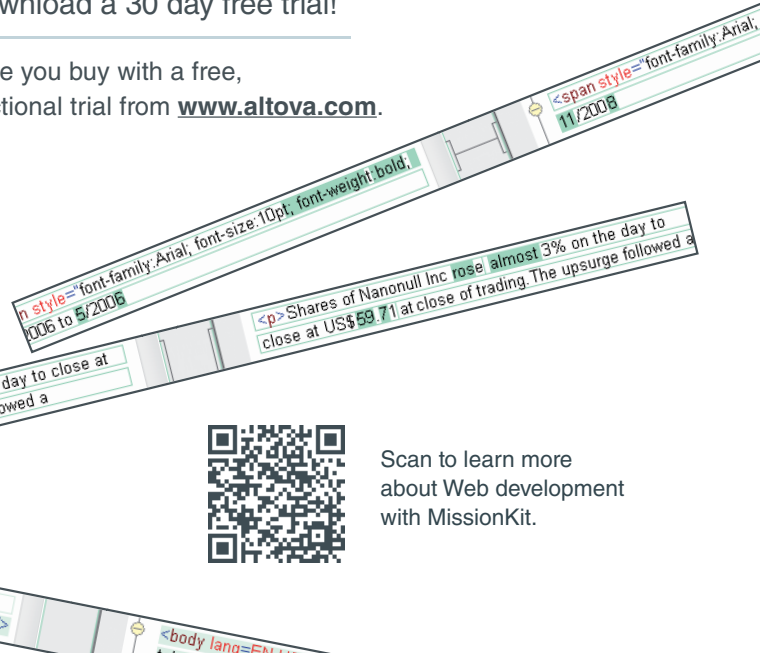 wnload a 30 day free trial!
e you buy with a free,
ctional trial from www.altova.com.
<span style="font-family:Arial;
11/2008
n style="font-family:Arial; font-size:10pt; font-weight:bold;
2006 to 5/2006
<p>Shares of Nanonull Inc rose almost 3% on the day to
close at US$59.71 at close of trading. The upsurge followed a
day to close at
owed a
Scan to learn more
about Web development
with MissionKit.
<body lang=EN-US